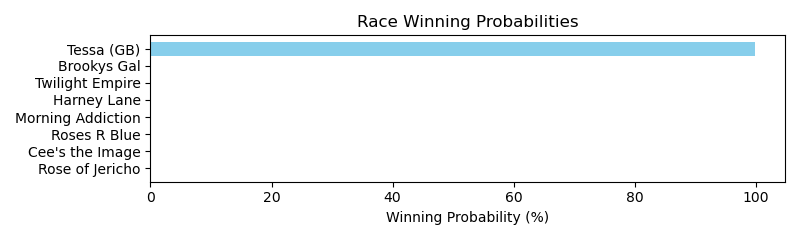 Race Winning Probabilities
Tessa (GB)
Brookys Gal
Twilight Empire
Harney Lane
Morning Addiction
Roses R Blue
Cee's the Image
Rose of Jericho
0 20 40 60 80 100
Winning Probability (%)